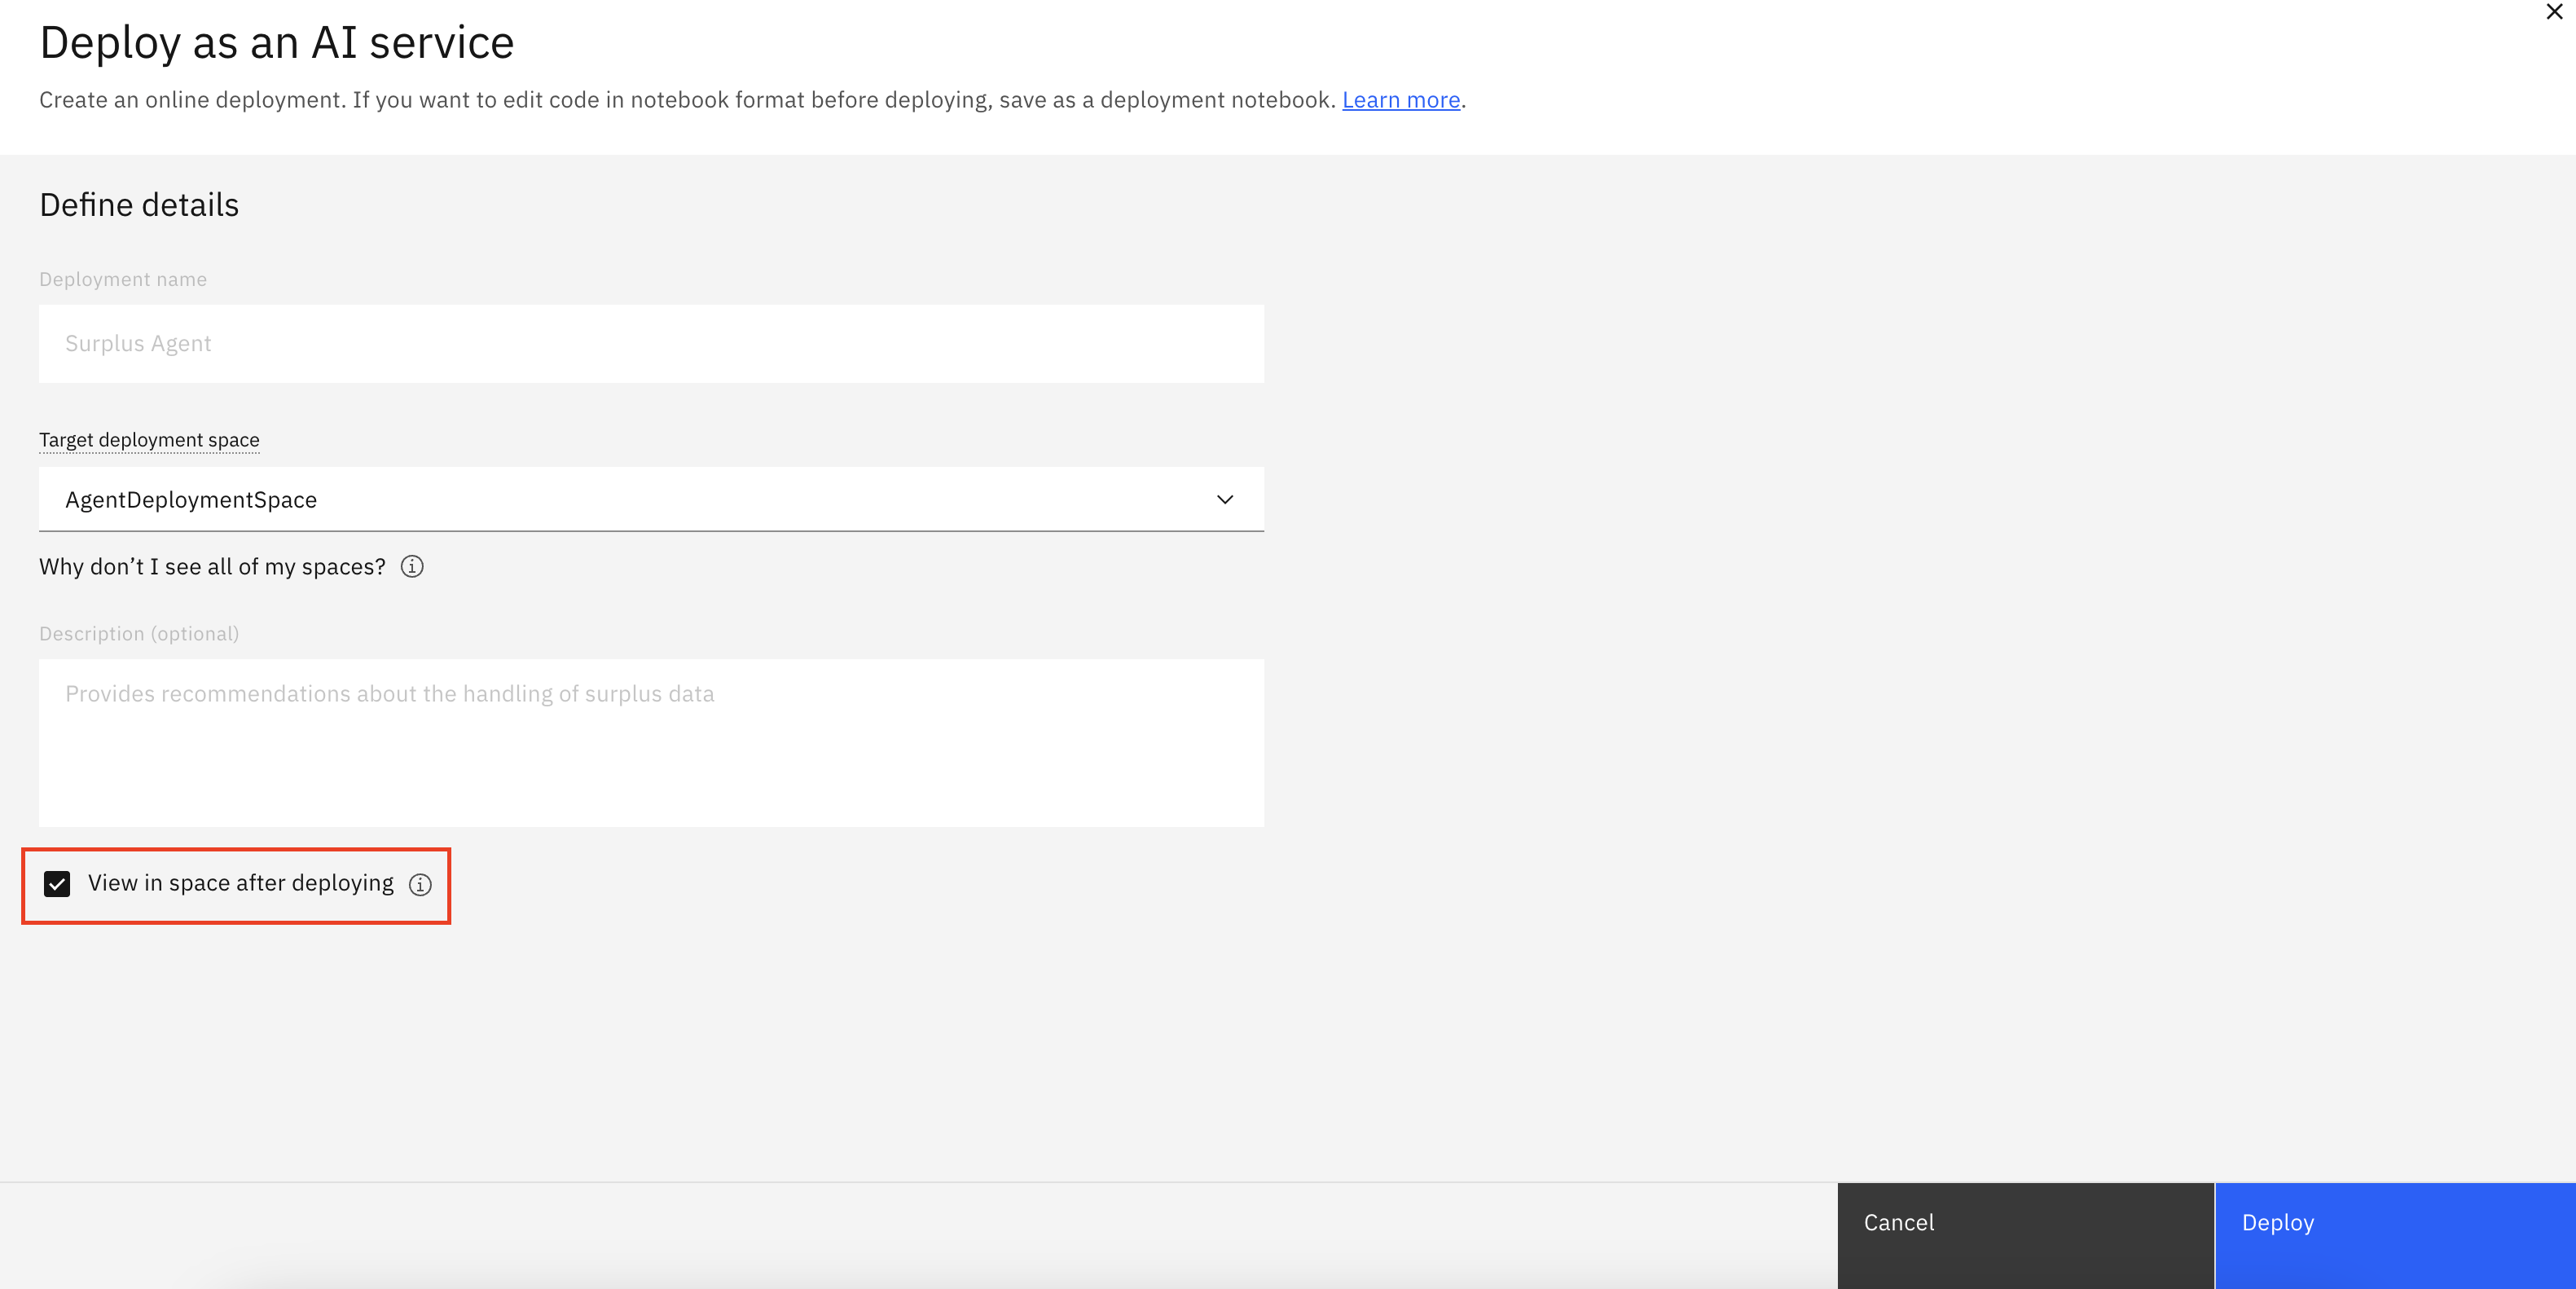 Deploy as an AI service
Create an online deployment. If you want to edit code in notebook format before deploying, save as a deployment notebook. Learn more.
Define details
Deployment name
Surplus Agent
Target deployment space
AgentDeploymentSpace
Why don’t I see all of my spaces?
Description (optional)
Provides recommendations about the handling of surplus data
View in space after deploying
Cancel
Deploy